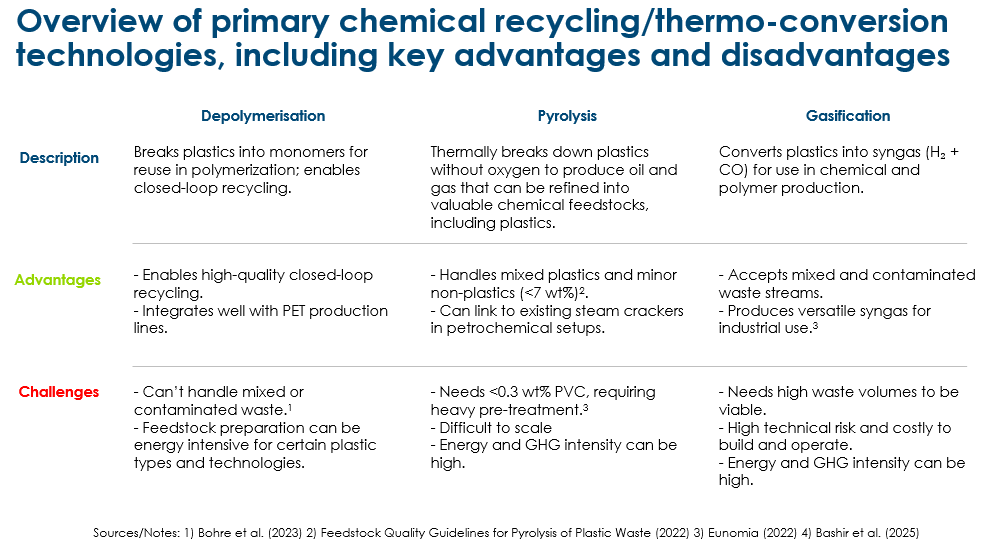 Overview of primary chemical recycling/thermo-conversion
technologies, including key advantages and disadvantages
Depolymerisation
Pyrolysis
Gasification
Description
Breaks plastics into monomers for
reuse in polymerization; enables
closed-loop recycling.
Thermally breaks down plastics
without oxygen to produce oil and
gas that can be refined into
valuable chemical feedstocks,
including plastics.
Converts plastics into syngas (H₂ +
CO) for use in chemical and
polymer production.
Advantages
- Enables high-quality closed-loop
recycling.
- Integrates well with PET production
lines.
- Handles mixed plastics and minor
non-plastics (<7 wt%)².
- Can link to existing steam crackers
in petrochemical setups.
- Accepts mixed and contaminated
waste streams.
- Produces versatile syngas for
industrial use.³
Challenges
- Can’t handle mixed or
contaminated waste.¹
- Feedstock preparation can be
energy intensive for certain plastic
types and technologies.
- Needs <0.3 wt% PVC, requiring
heavy pre-treatment.³
- Difficult to scale
- Energy and GHG intensity can be
high.
- Needs high waste volumes to be
viable.
- High technical risk and costly to
build and operate.
- Energy and GHG intensity can be
high.
Sources/Notes: 1) Bohre et al. (2023) 2) Feedstock Quality Guidelines for Pyrolysis of Plastic Waste (2022) 3) Eunomia (2022) 4) Bashir et al. (2025)